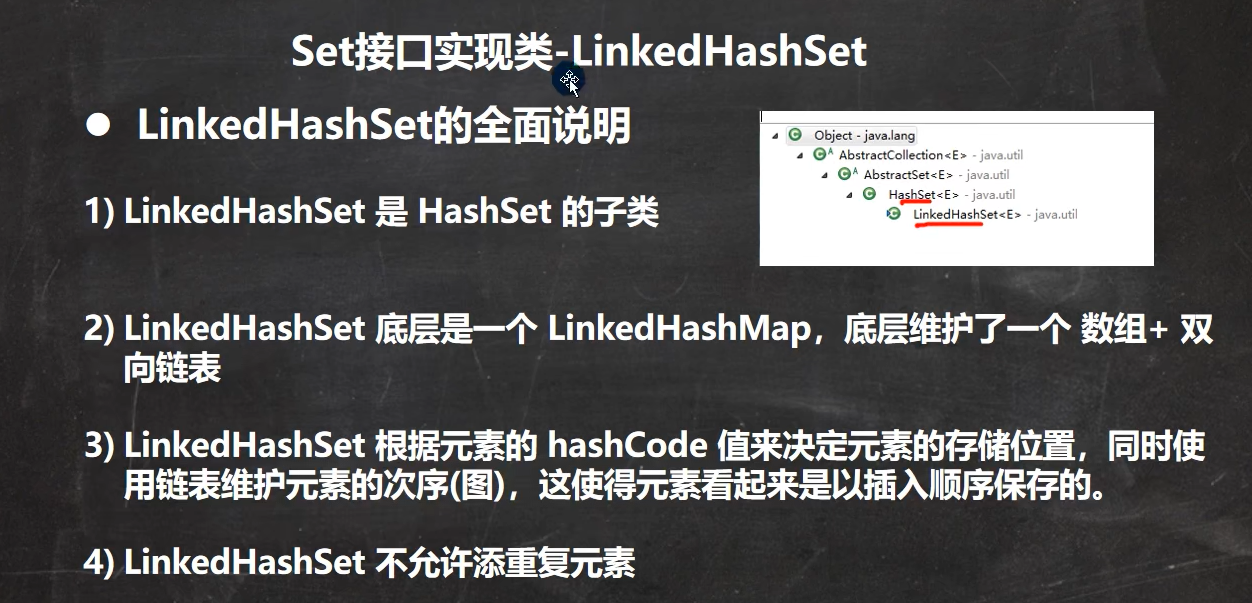 Set接口实现类-LinkedHashSet
● LinkedHashSet的全面说明
Object - java.lang
AbstractCollection<E> - java.util
AbstractSet<E> - java.util
HashSet<E> - java.util
LinkedHashSet<E> - java.util
1) LinkedHashSet 是 HashSet 的子类
2) LinkedHashSet 底层是一个 LinkedHashMap，底层维护了一个 数组+ 双
向链表
3) LinkedHashSet 根据元素的 hashCode 值来决定元素的存储位置，同时使
用链表维护元素的次序(图)，这使得元素看起来是以插入顺序保存的。
4) LinkedHashSet 不允许添重复元素